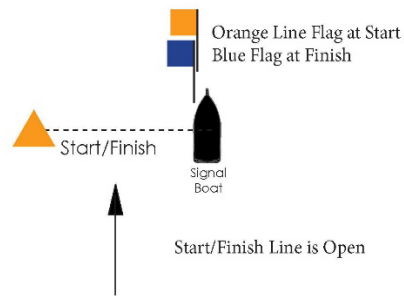 Orange Line Flag at Start
Blue Flag at Finish
Start/Finish
Signal
Boat
Start/Finish Line is Open